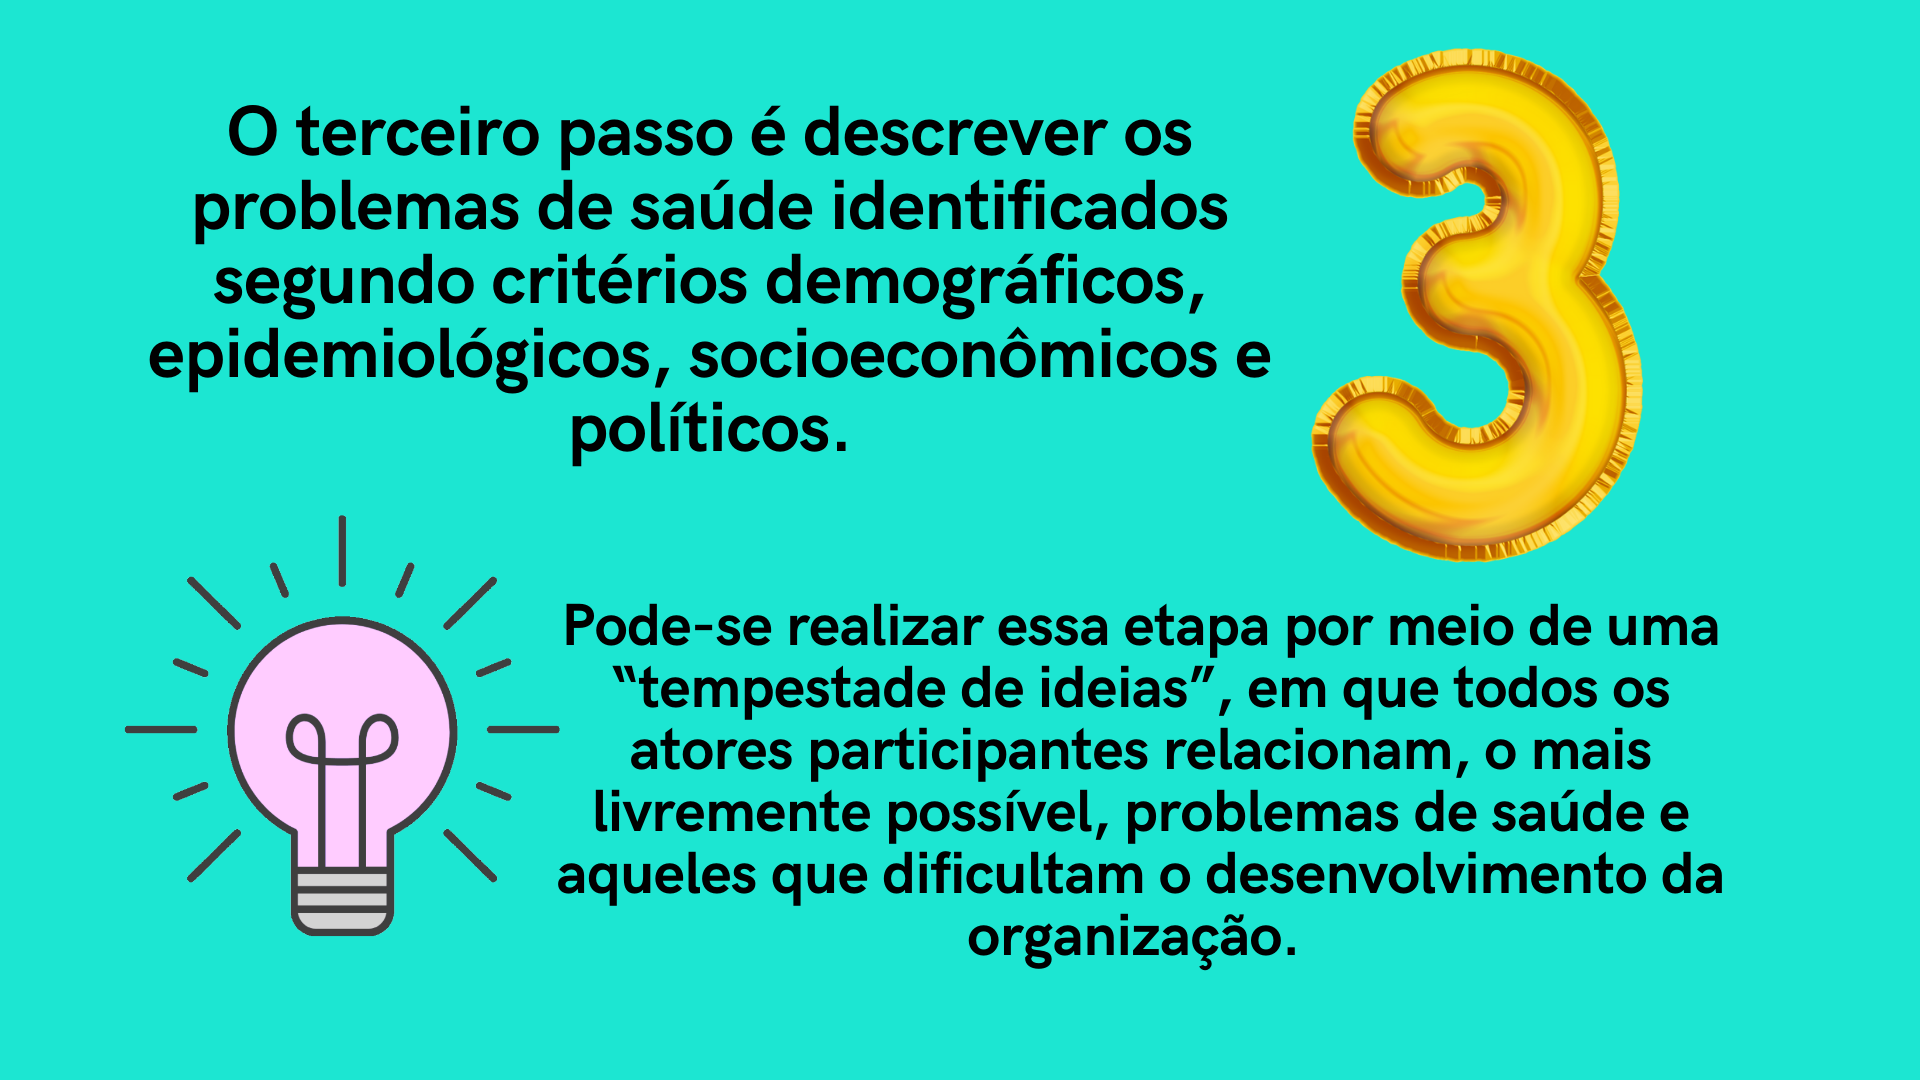 O terceiro passo é descrever os
problemas de saúde identificados
segundo critérios demográficos,
epidemiológicos, socioeconômicos e
políticos.
3
Pode-se realizar essa etapa por meio de uma
“tempestade de ideias”, em que todos os
atores participantes relacionam, o mais
livremente possível, problemas de saúde e
aqueles que dificultam o desenvolvimento da
organização.